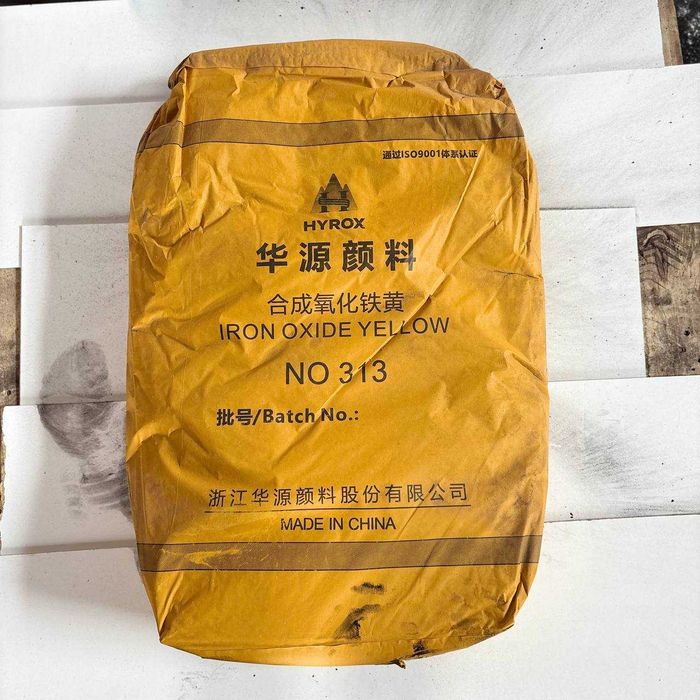 通过ISO9001体系认证
HYROX
华源颜料
合成氧化铁黄
IRON OXIDE YELLOW
NO 313
批号/Batch No.:
浙江华源颜料股份有限公司
MADE IN CHINA